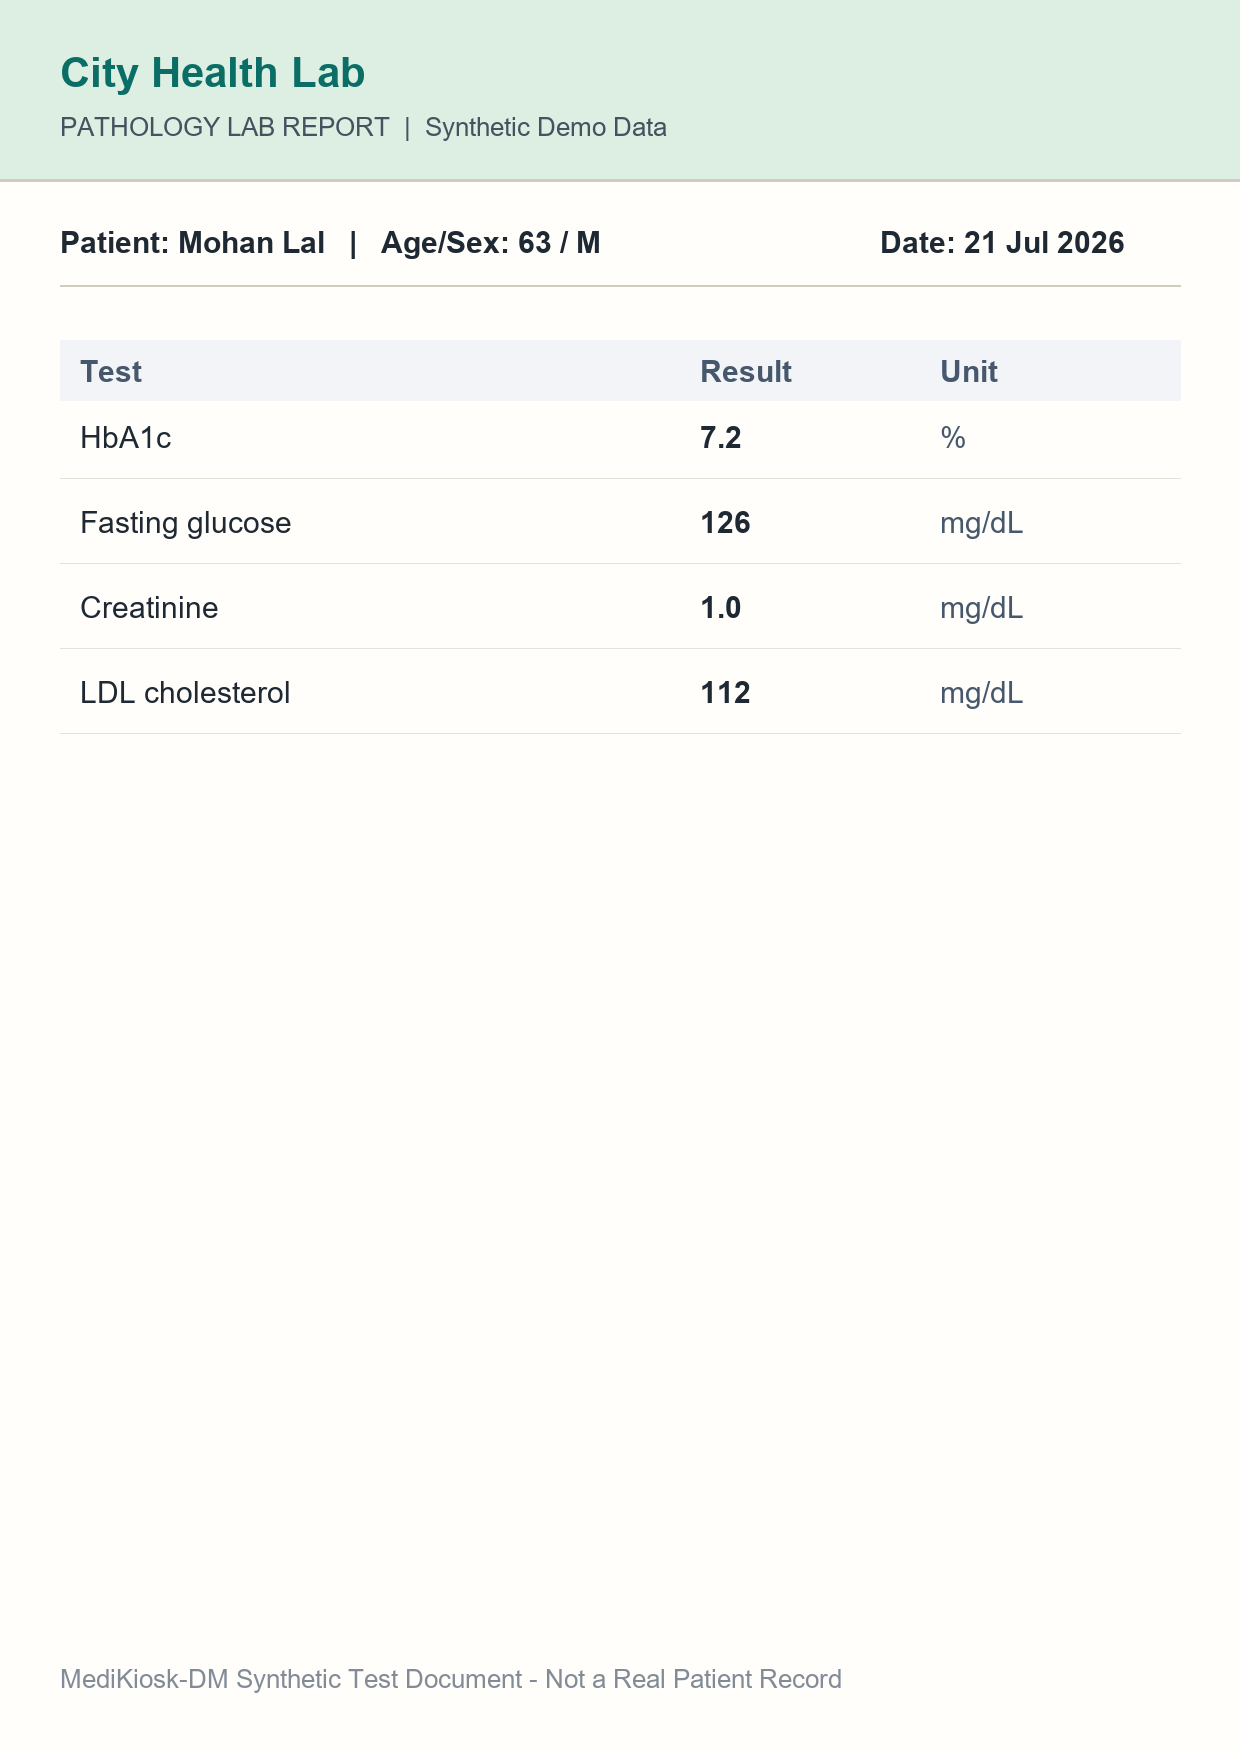 City Health Lab
PATHOLOGY LAB REPORT | Synthetic Demo Data
Patient: Mohan Lal | Age/Sex: 63 / M Date: 21 Jul 2026
Test Result Unit
HbA1c 7.2 %
Fasting glucose 126 mg/dL
Creatinine 1.0 mg/dL
LDL cholesterol 112 mg/dL
MediKiosk-DM Synthetic Test Document - Not a Real Patient Record